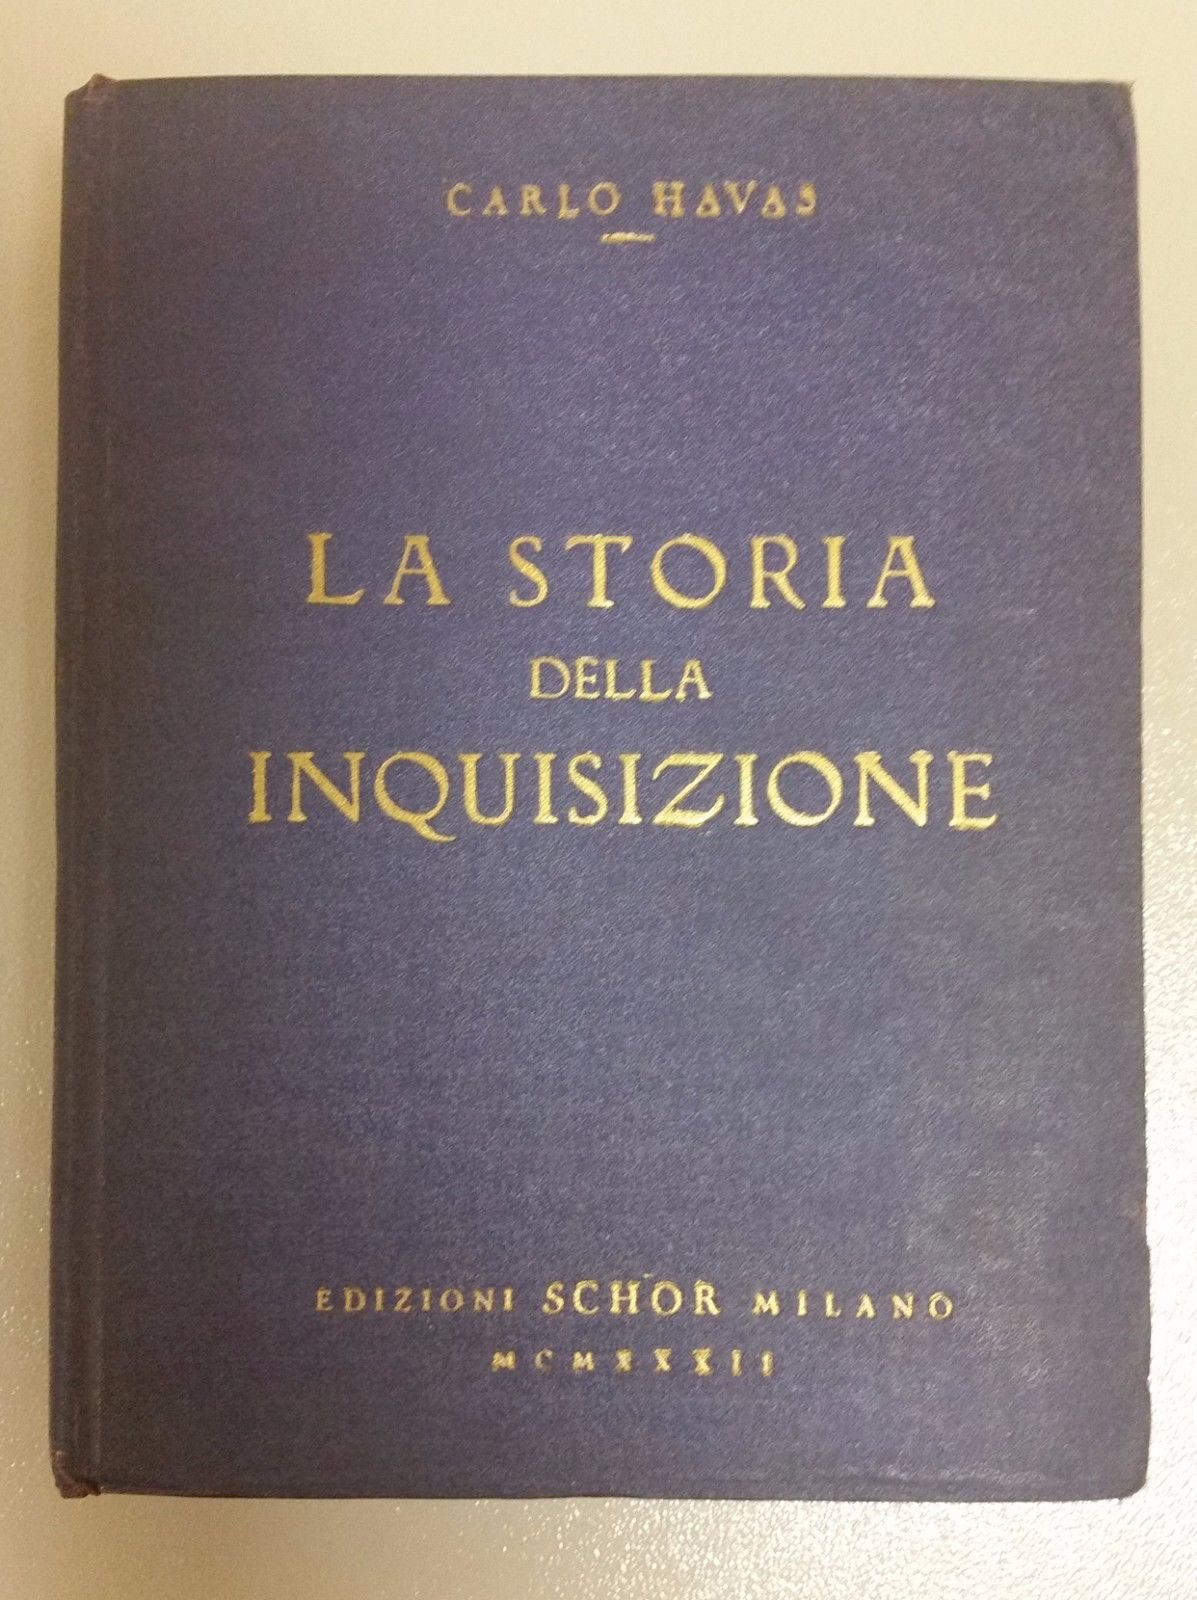 CARLO HAVAS
LA STORIA
DELLA
INQUISIZIONE
EDIZIONI SCHOR MILANO
MCMXXXII